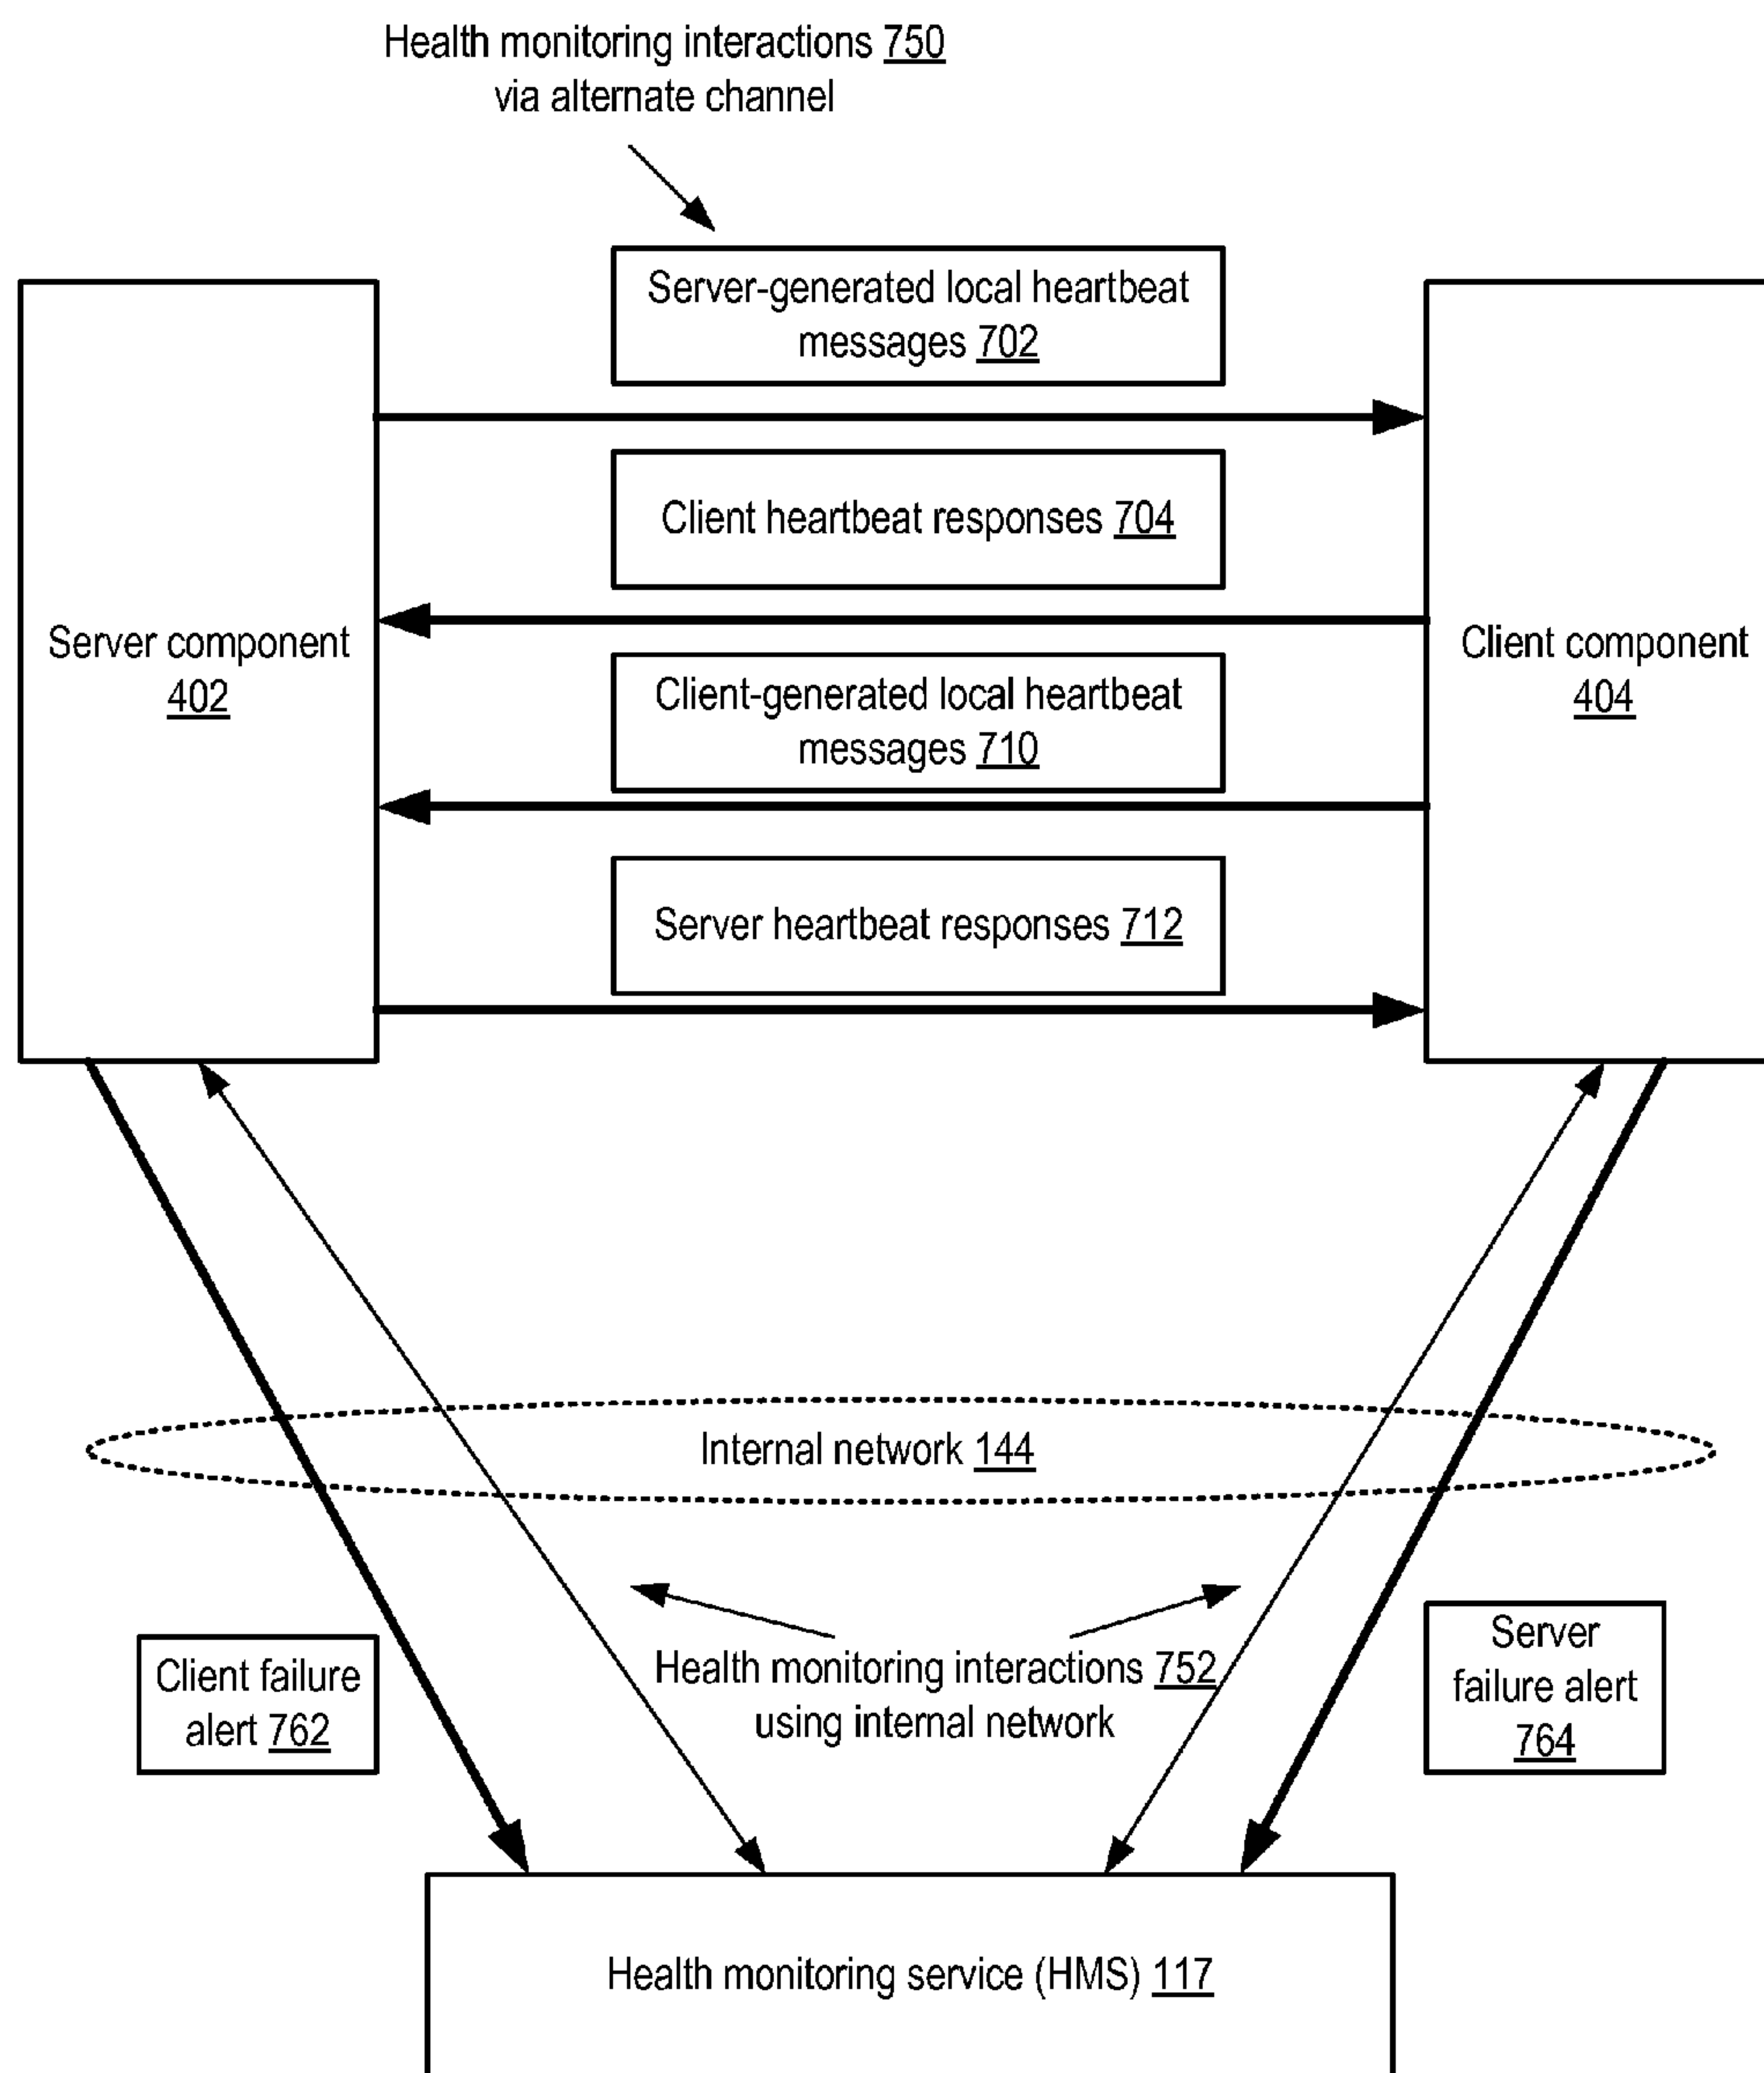 Health monitoring interactions 750
via alternate channel
Server-generated local heartbeat
messages 702
Client heartbeat responses 704
Server component
402
Client component
404
Client-generated local heartbeat
messages 710
Server heartbeat responses 712
Internal network 144
Client failure
alert 762
Health monitoring interactions 752
using internal network
Server
failure alert
764
Health monitoring service (HMS) 117